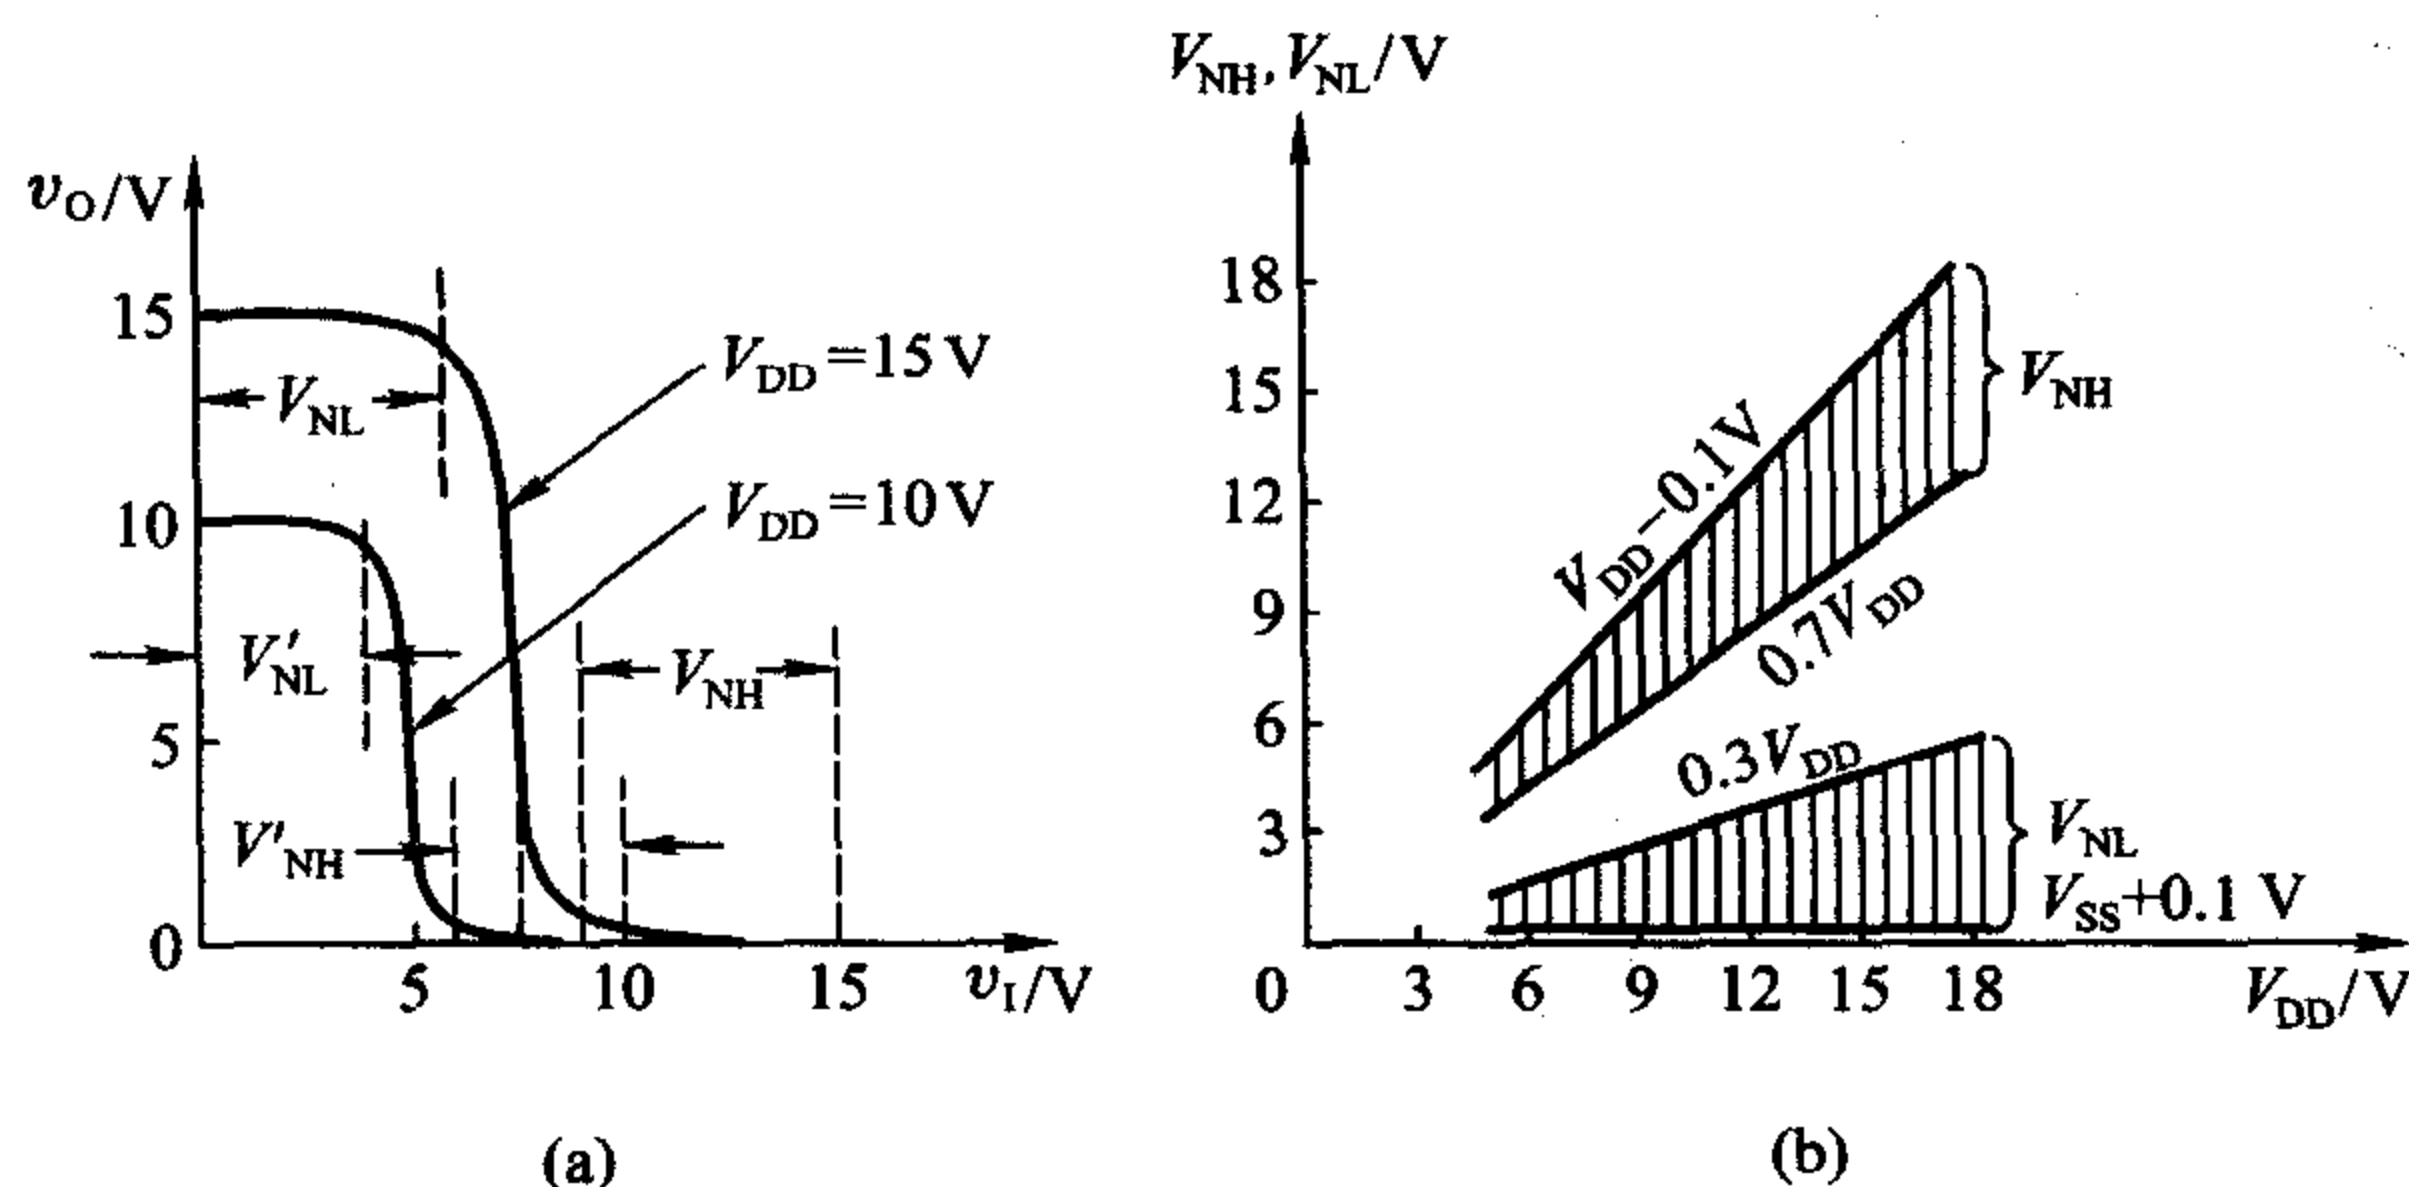 v_O/V
15
10
5
0
5
10
15
v_I/V
V_NL
V_DD=15 V
V_DD=10 V
V'_NL
V_NH
V'_NH
(a)
V_NH, V_NL/V
18
15
12
9
6
3
0
3
6
9
12
15
18
V_DD/V
V_DD-0.1V
0.7V_DD
V_NH
0.3V_DD
V_NL
V_SS+0.1 V
(b)